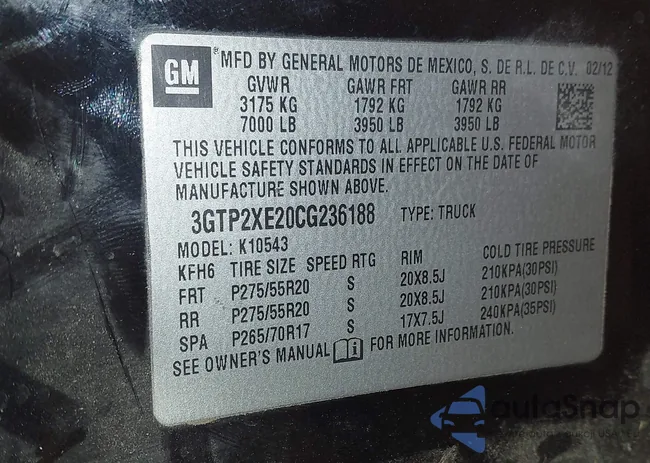 GM
® MFD BY GENERAL MOTORS DE MEXICO, S. DE R.L. DE C.V. 02/12
GVWR GAWR FRT GAWR RR
3175 KG 1792 KG 1792 KG
7000 LB 3950 LB 3950 LB
THIS VEHICLE CONFORMS TO ALL APPLICABLE U.S. FEDERAL MOTOR
VEHICLE SAFETY STANDARDS IN EFFECT ON THE DATE OF
MANUFACTURE SHOWN ABOVE.
3GTP2XE20CG236188 TYPE: TRUCK
MODEL: K10543
KFH6 TIRE SIZE SPEED RTG RIM COLD TIRE PRESSURE
FRT P275/55R20 S 20X8.5J 210KPA(30PSI)
RR P275/55R20 S 20X8.5J 210KPA(30PSI)
SPA P265/70R17 S 17X7.5J 240KPA(35PSI)
SEE OWNER'S MANUAL i FOR MORE INFORMATION.
AulaSnap